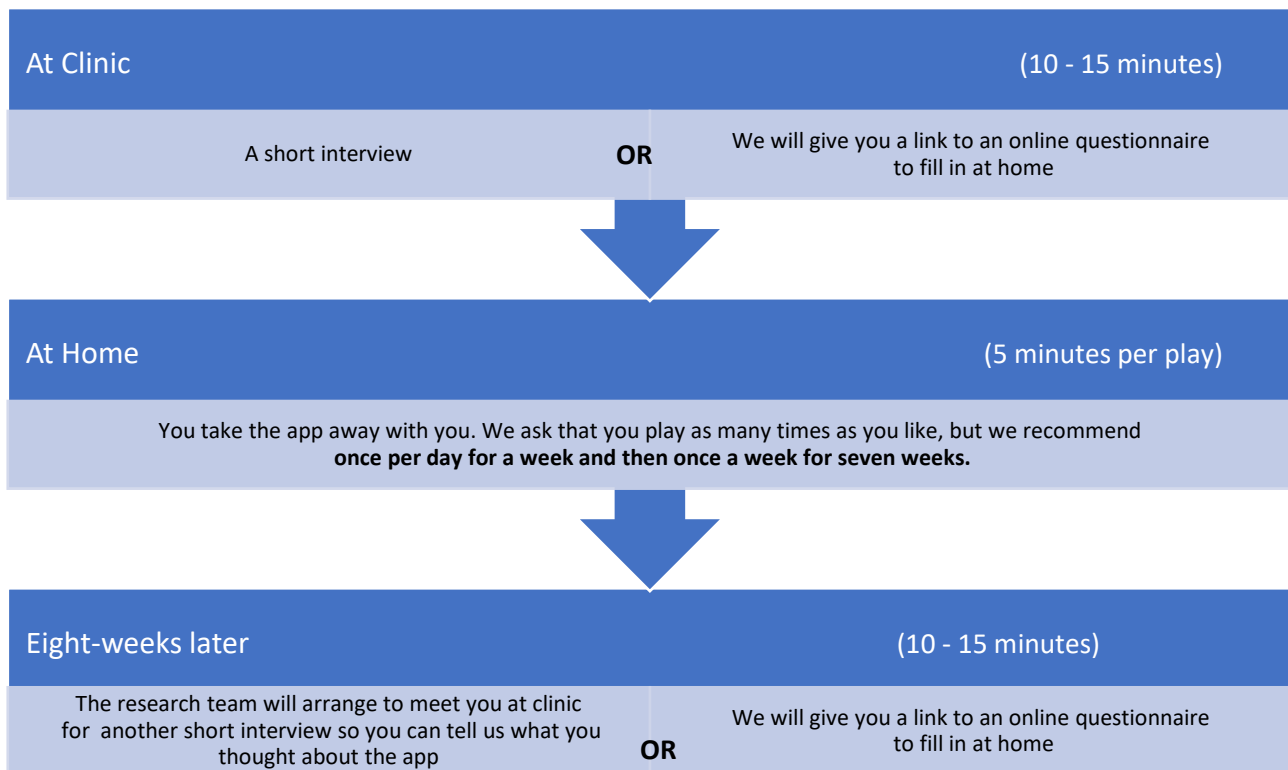 At Clinic (10 - 15 minutes)
A short interview
OR
We will give you a link to an online questionnaire
to fill in at home
At Home (5 minutes per play)
You take the app away with you. We ask that you play as many times as you like, but we recommend
once per day for a week and then once a week for seven weeks.
Eight-weeks later (10 - 15 minutes)
The research team will arrange to meet you at clinic
for another short interview so you can tell us what you
thought about the app
OR
We will give you a link to an online questionnaire
to fill in at home